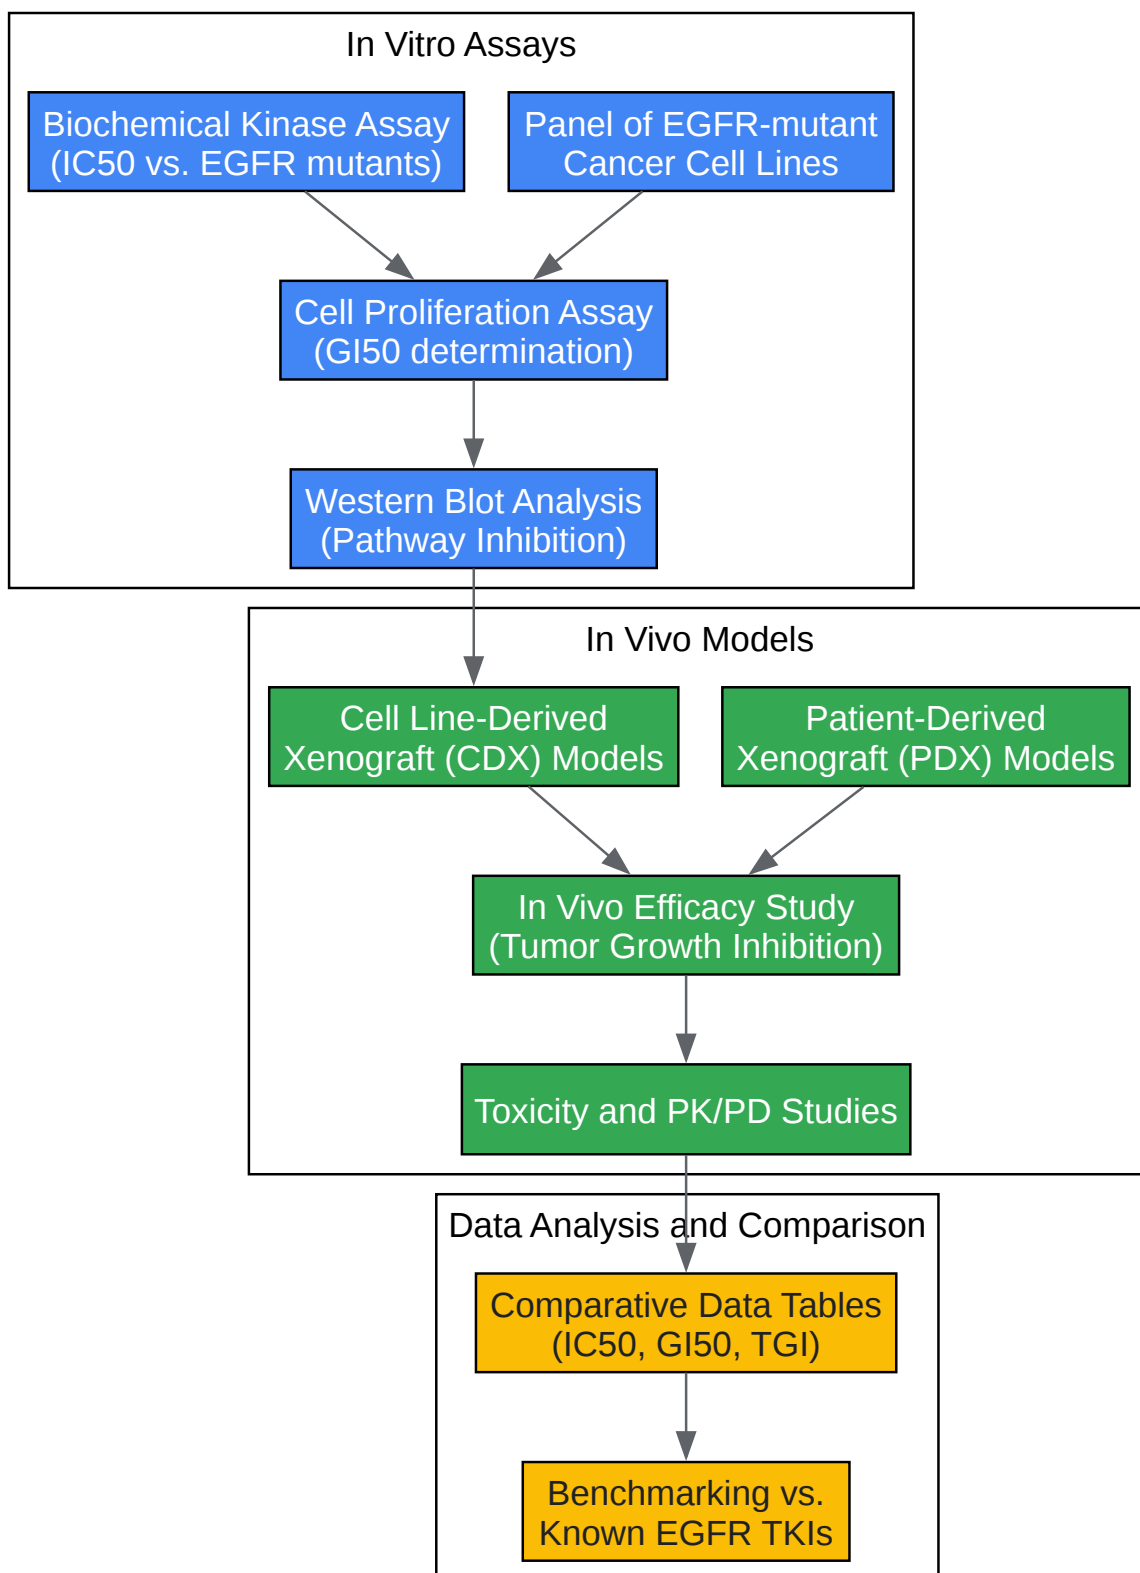 In Vitro Assays
Biochemical Kinase Assay
(IC50 vs. EGFR mutants)
Panel of EGFR-mutant
Cancer Cell Lines
Cell Proliferation Assay
(GI50 determination)
Western Blot Analysis
(Pathway Inhibition)
In Vivo Models
Cell Line-Derived
Xenograft (CDX) Models
Patient-Derived
Xenograft (PDX) Models
In Vivo Efficacy Study
(Tumor Growth Inhibition)
Toxicity and PK/PD Studies
Data Analysis and Comparison
Comparative Data Tables
(IC50, GI50, TGI)
Benchmarking vs.
Known EGFR TKIs